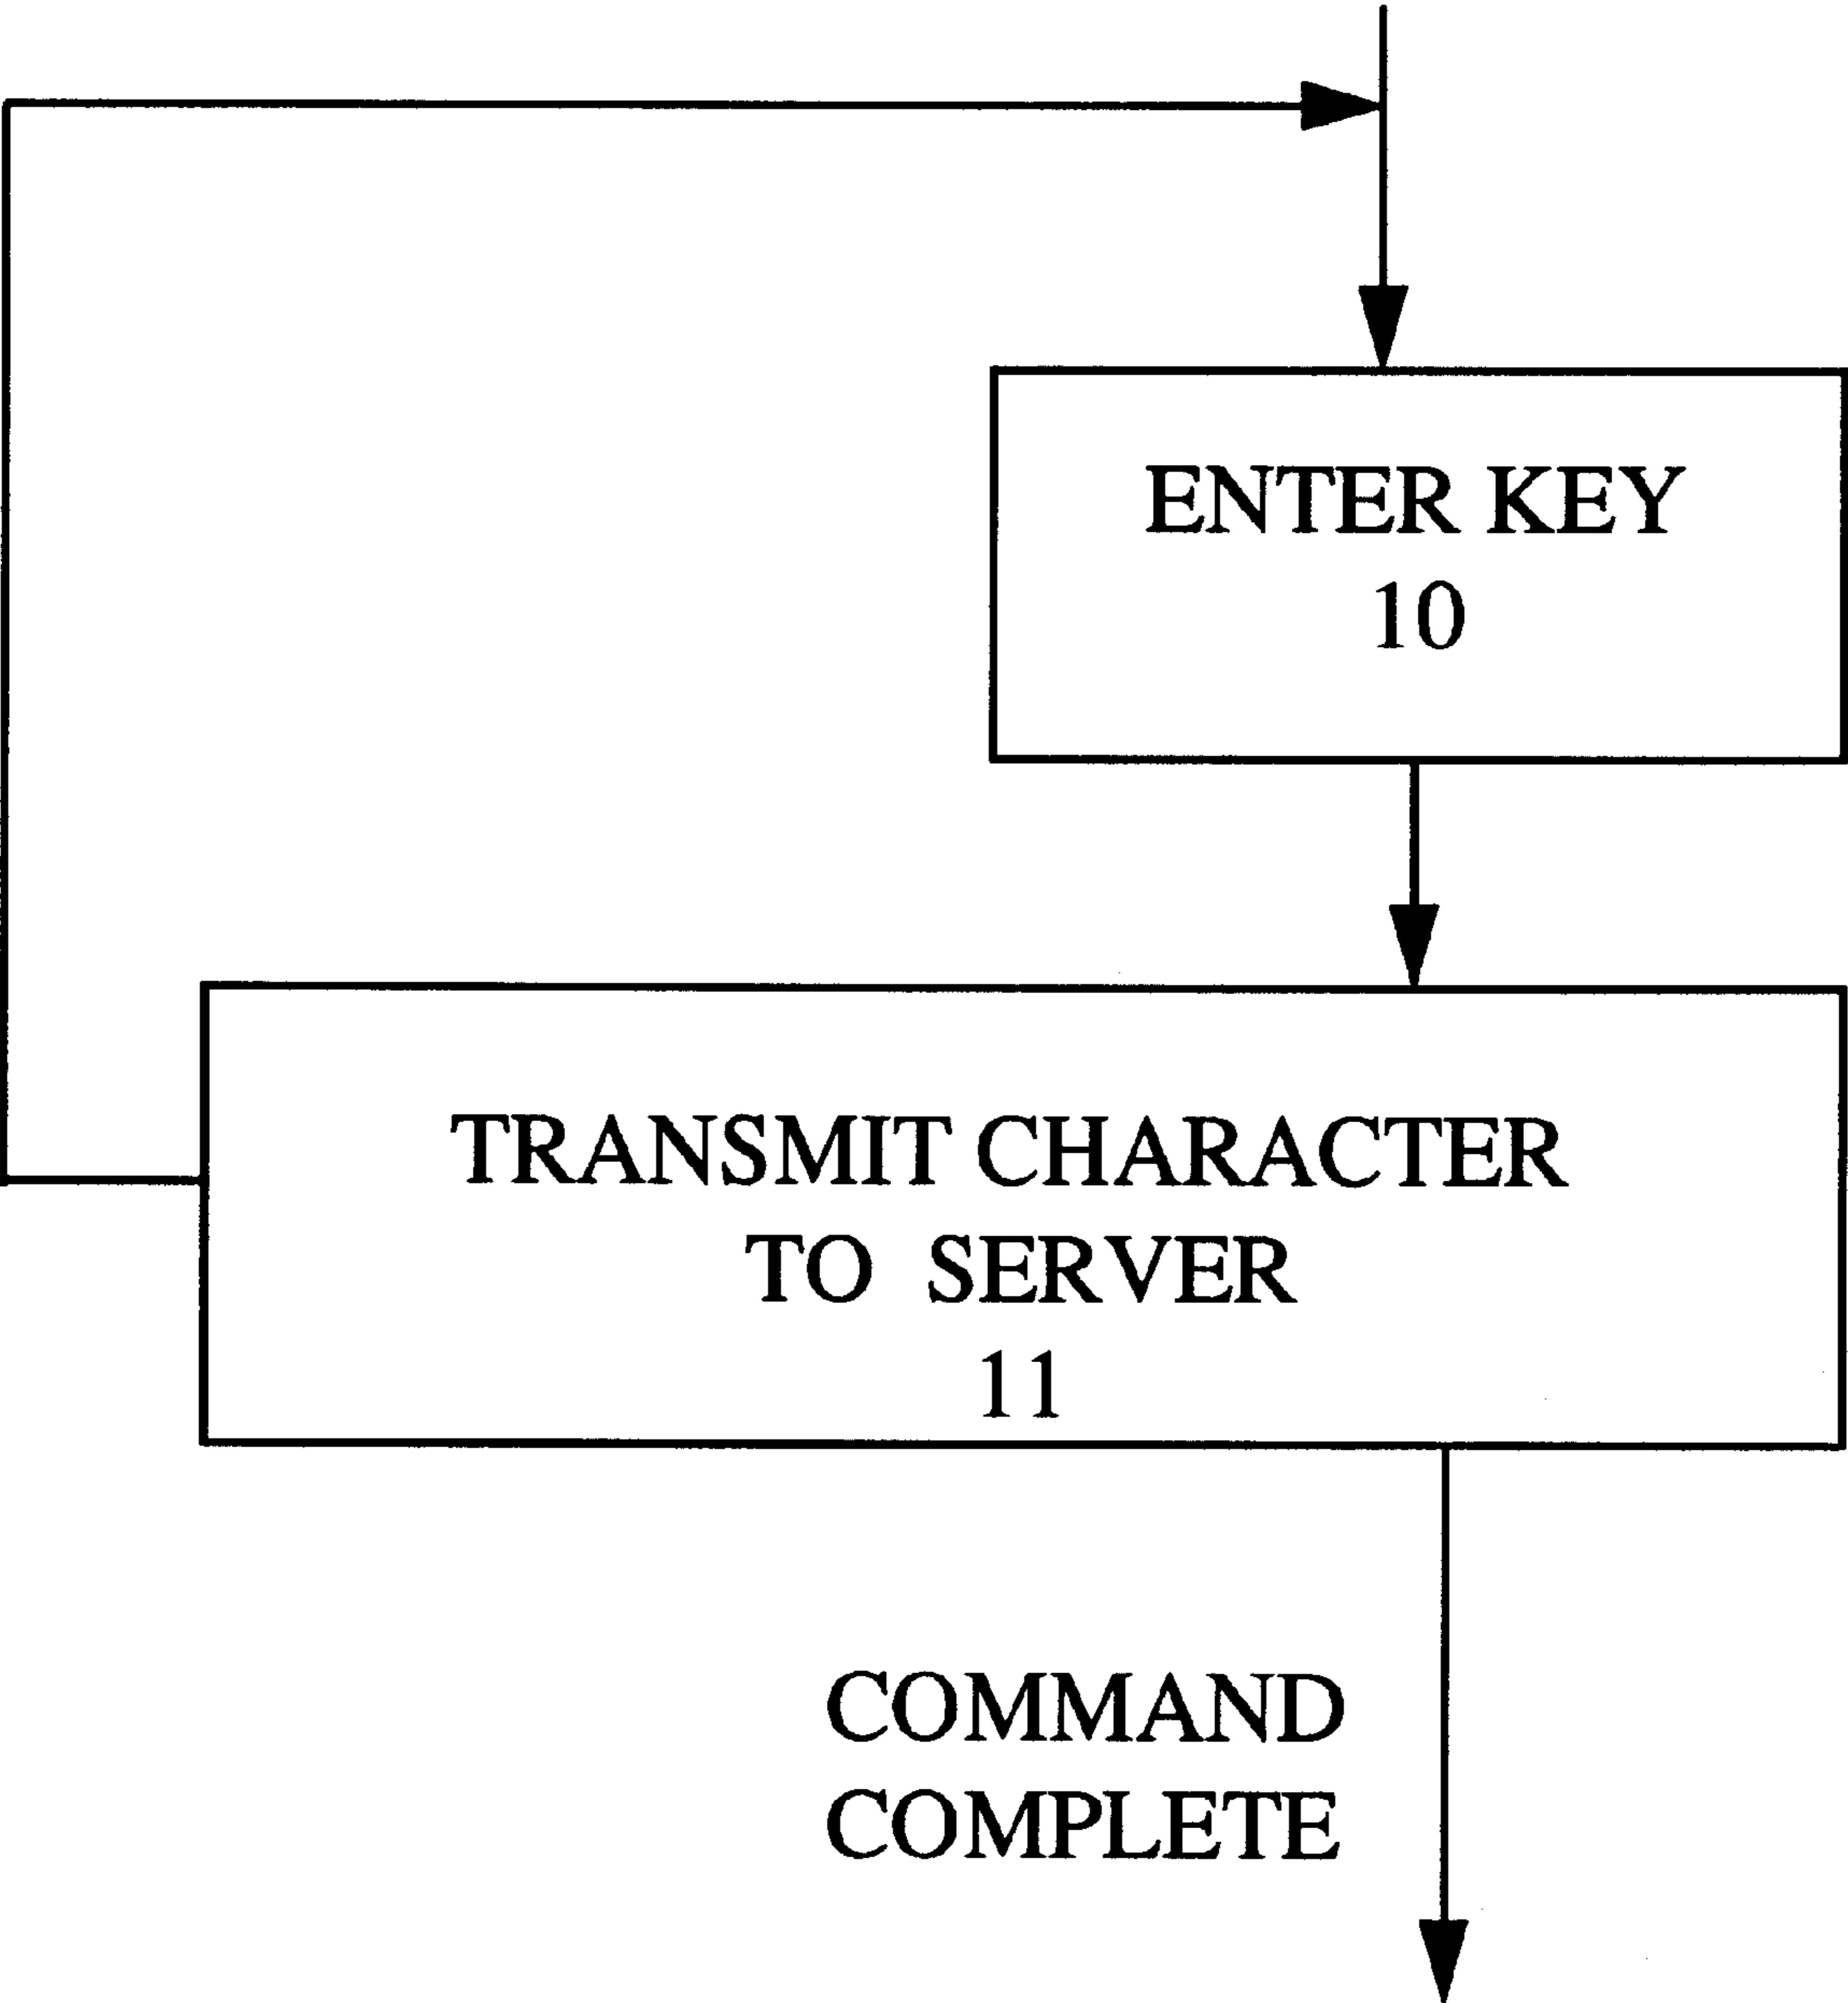 ENTER KEY
10
TRANSMIT CHARACTER
TO SERVER
11
COMMAND
COMPLETE